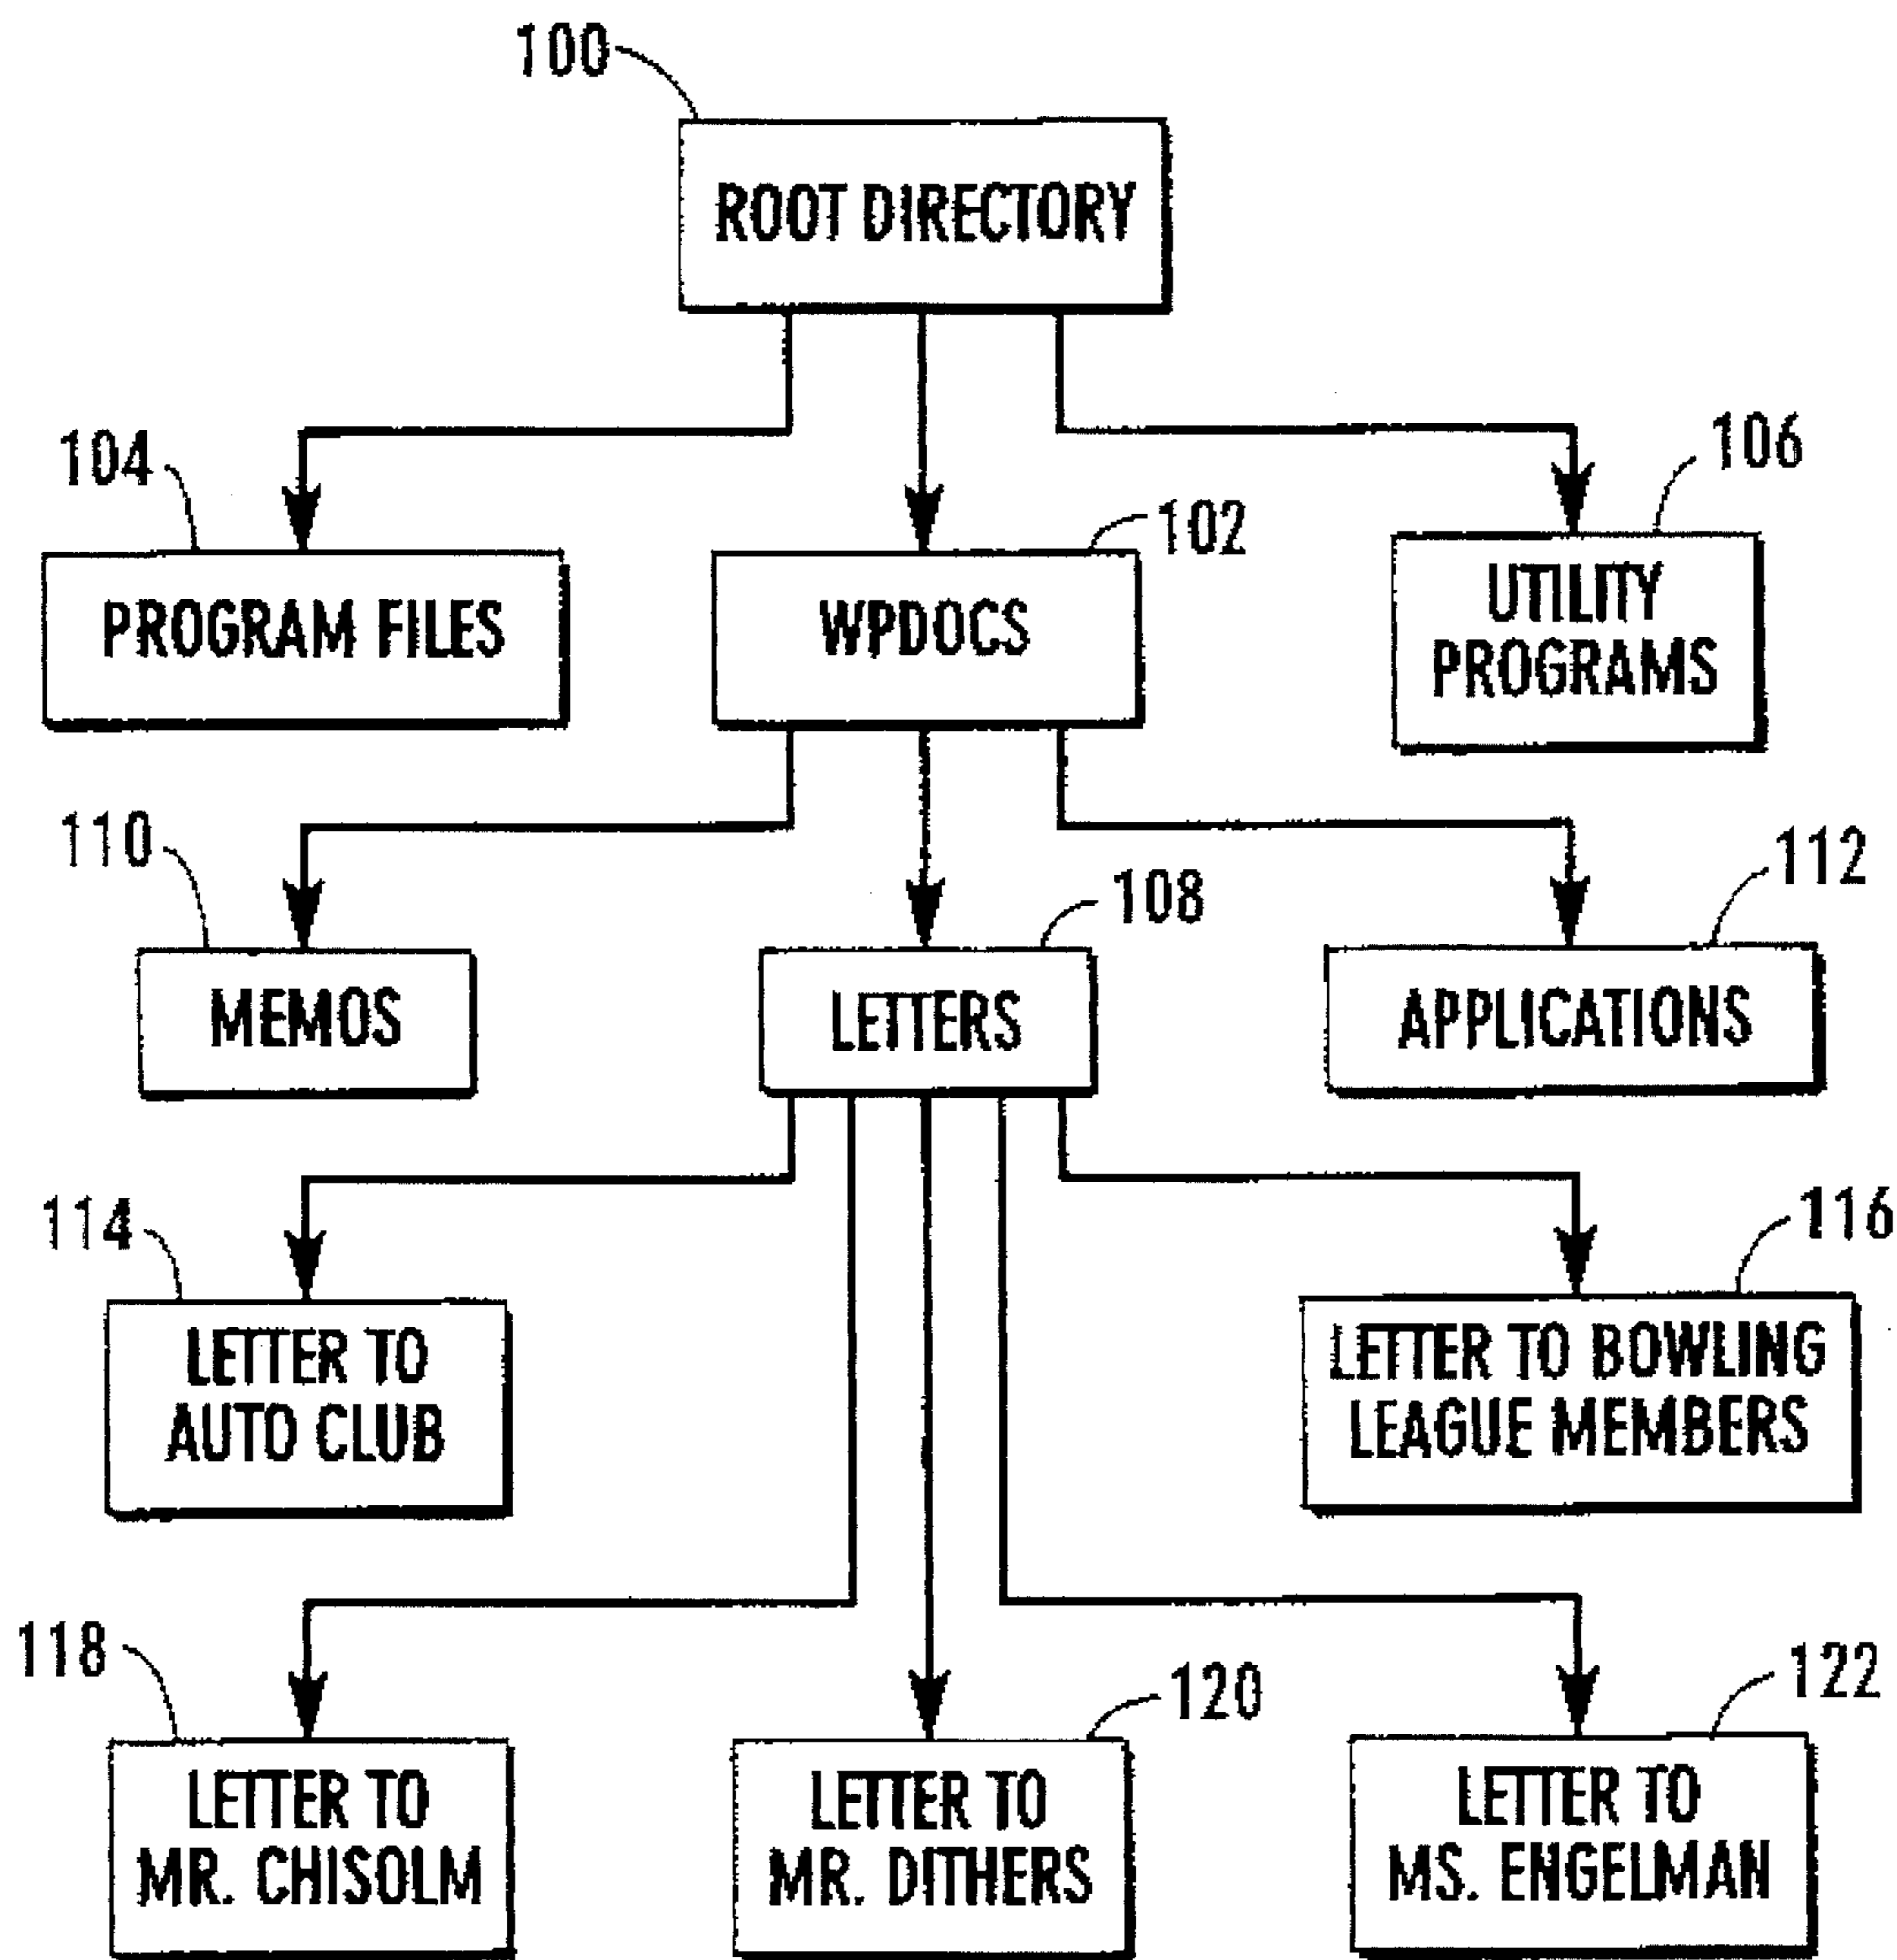 100
ROOT DIRECTORY
104
106
102
PROGRAM FILES
WPDOCS
UTILITY
PROGRAMS
110
108
112
MEMOS
LETTERS
APPLICATIONS
114
116
LETTER TO
AUTO CLUB
LETTER TO BOWLING
LEAGUE MEMBERS
118
120
122
LETTER TO
MR. CHISOLM
LETTER TO
MR. DITHERS
LETTER TO
MS. ENGELMAN